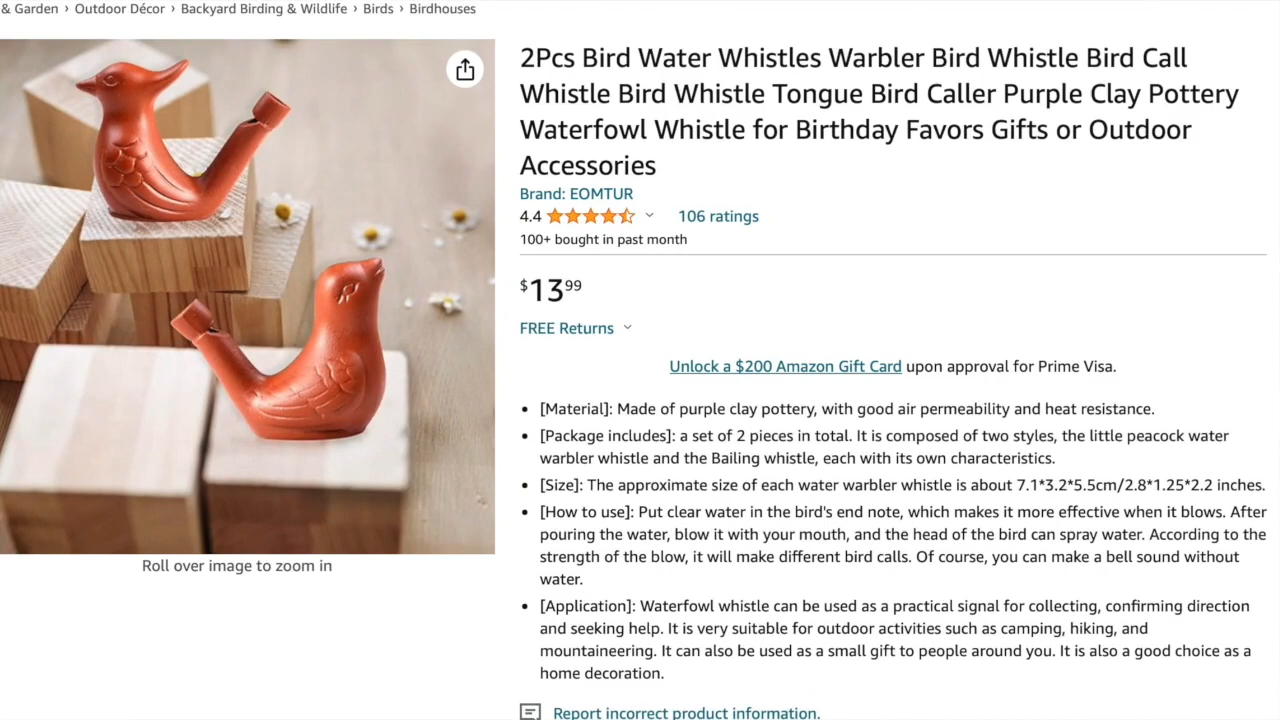 & Garden › Outdoor Décor › Backyard Birding & Wildlife › Birds › Birdhouses
2Pcs Bird Water Whistles Warbler Bird Whistle Bird Call
Whistle Bird Whistle Tongue Bird Caller Purple Clay Pottery
Waterfowl Whistle for Birthday Favors Gifts or Outdoor
Accessories
Brand: EOMTUR
4.4 106 ratings
100+ bought in past month
$13.99
FREE Returns
Unlock a $200 Amazon Gift Card upon approval for Prime Visa.
• [Material]: Made of purple clay pottery, with good air permeability and heat resistance.
• [Package includes]: a set of 2 pieces in total. It is composed of two styles, the little peacock water
warbler whistle and the Bailing whistle, each with its own characteristics.
• [Size]: The approximate size of each water warbler whistle is about 7.1*3.2*5.5cm/2.8*1.25*2.2 inches.
• [How to use]: Put clear water in the bird's end note, which makes it more effective when it blows. After
pouring the water, blow it with your mouth, and the head of the bird can spray water. According to the
strength of the blow, it will make different bird calls. Of course, you can make a bell sound without
water.
• [Application]: Waterfowl whistle can be used as a practical signal for collecting, confirming direction
and seeking help. It is very suitable for outdoor activities such as camping, hiking, and
mountaineering. It can also be used as a small gift to people around you. It is also a good choice as a
home decoration.
Roll over image to zoom in
Report incorrect product information.